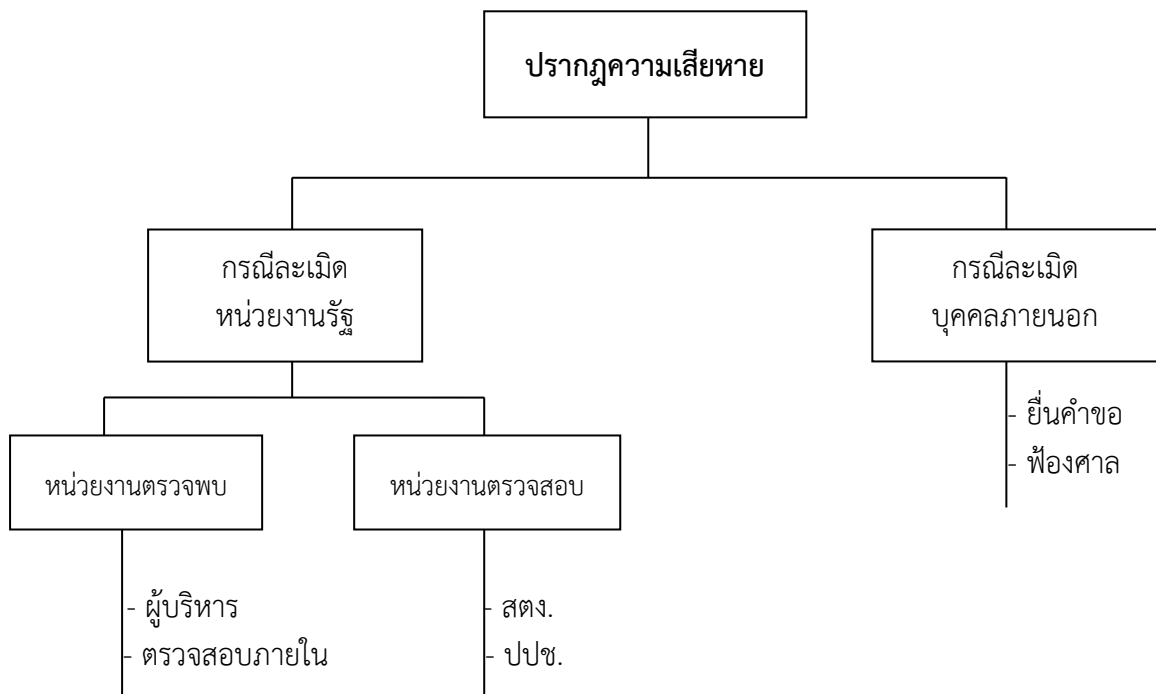 ปรากฎความเสียหาย
กรณีละเมิด
หน่วยงานรัฐ
กรณีละเมิด
บุคคลภายนอก
- ยื่นคำขอ
- ฟ้องศาล
หน่วยงานตรวจพบ
หน่วยงานตรวจสอบ
- ผู้บริหาร
- ตรวจสอบภายใน
- สตง.
- ปปช.